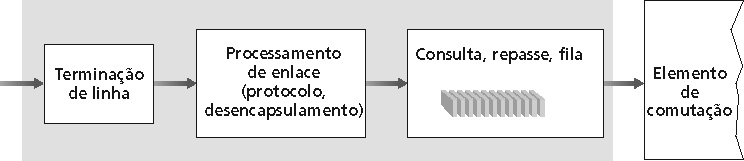 Terminação
de linha
Processamento
de enlace
(protocolo,
desencapsulamento)
Consulta, repasse, fila
Elemento
de
comutação